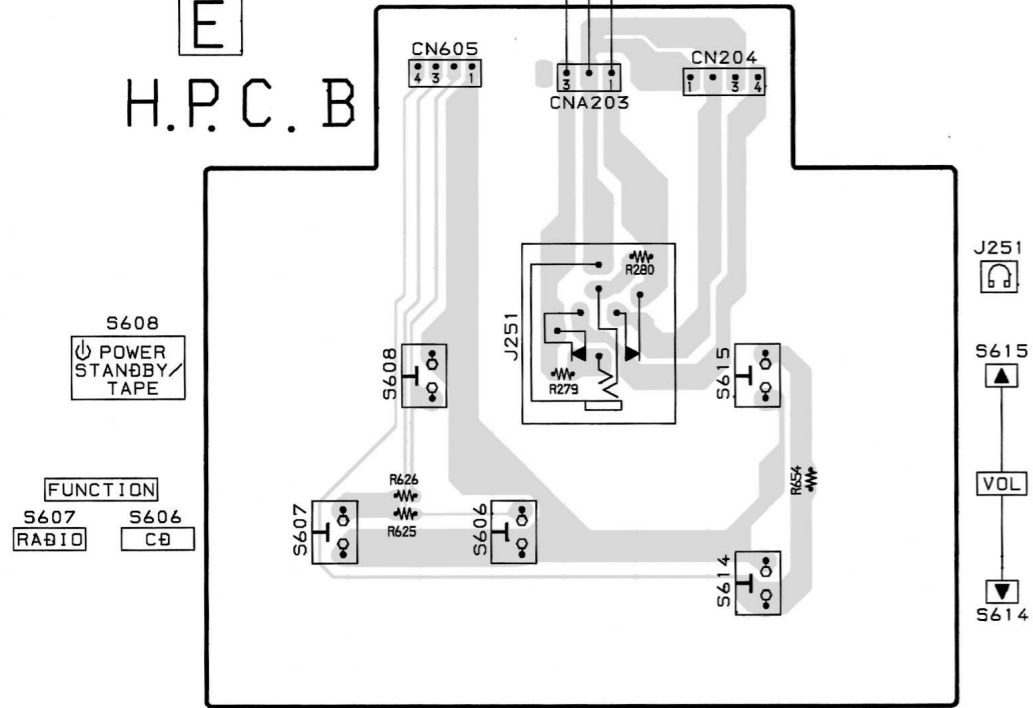 E
H.P.C.B
CN605
4 3 1
CNA203
3 1
CN204
1 3 4
J251
R280
R279
J251
S608
⏻ POWER
STANDBY/
TAPE
S608
S615
S615
▲
VOL
▼
S614
FUNCTION
S607
RADIO
S606
CD
S607
R626
R625
S606
R654
S614